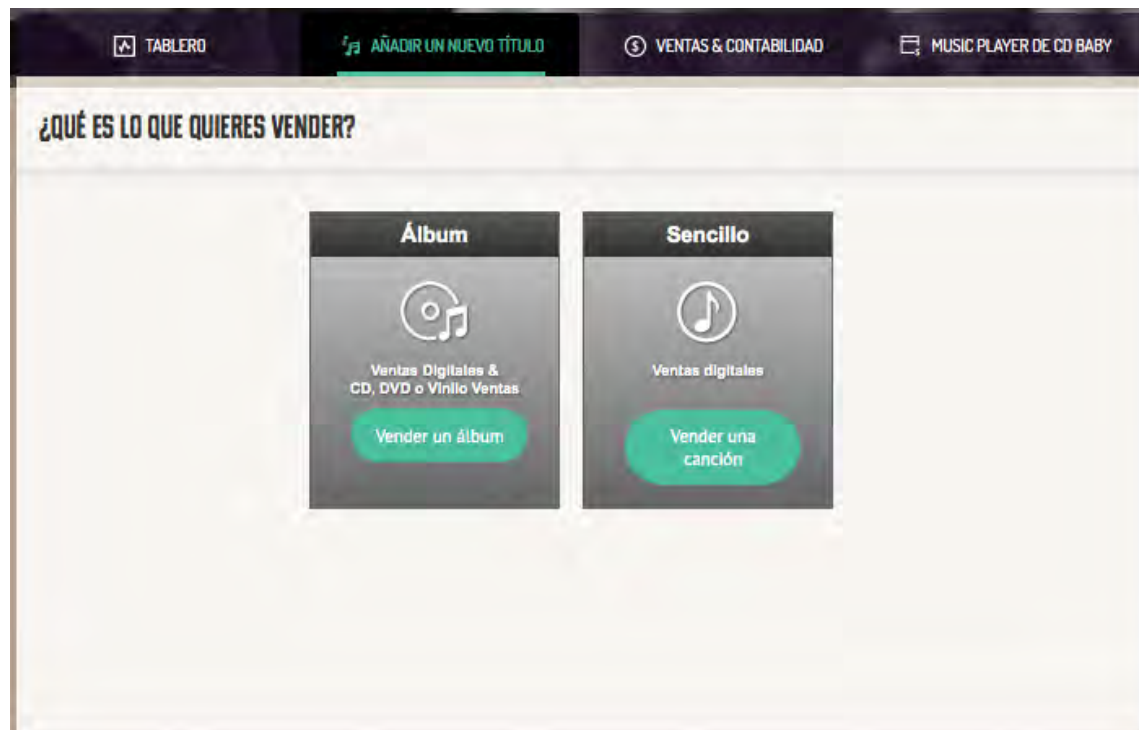 TABLERO
AÑADIR UN NUEVO TÍTULO
VENTAS & CONTABILIDAD
MUSIC PLAYER DE CD BABY
¿QUÉ ES LO QUE QUIERES VENDER?
Álbum
Ventas Digitales &
CD, DVD o Vinilo Ventas
Vender un álbum
Sencillo
Ventas digitales
Vender una
canción